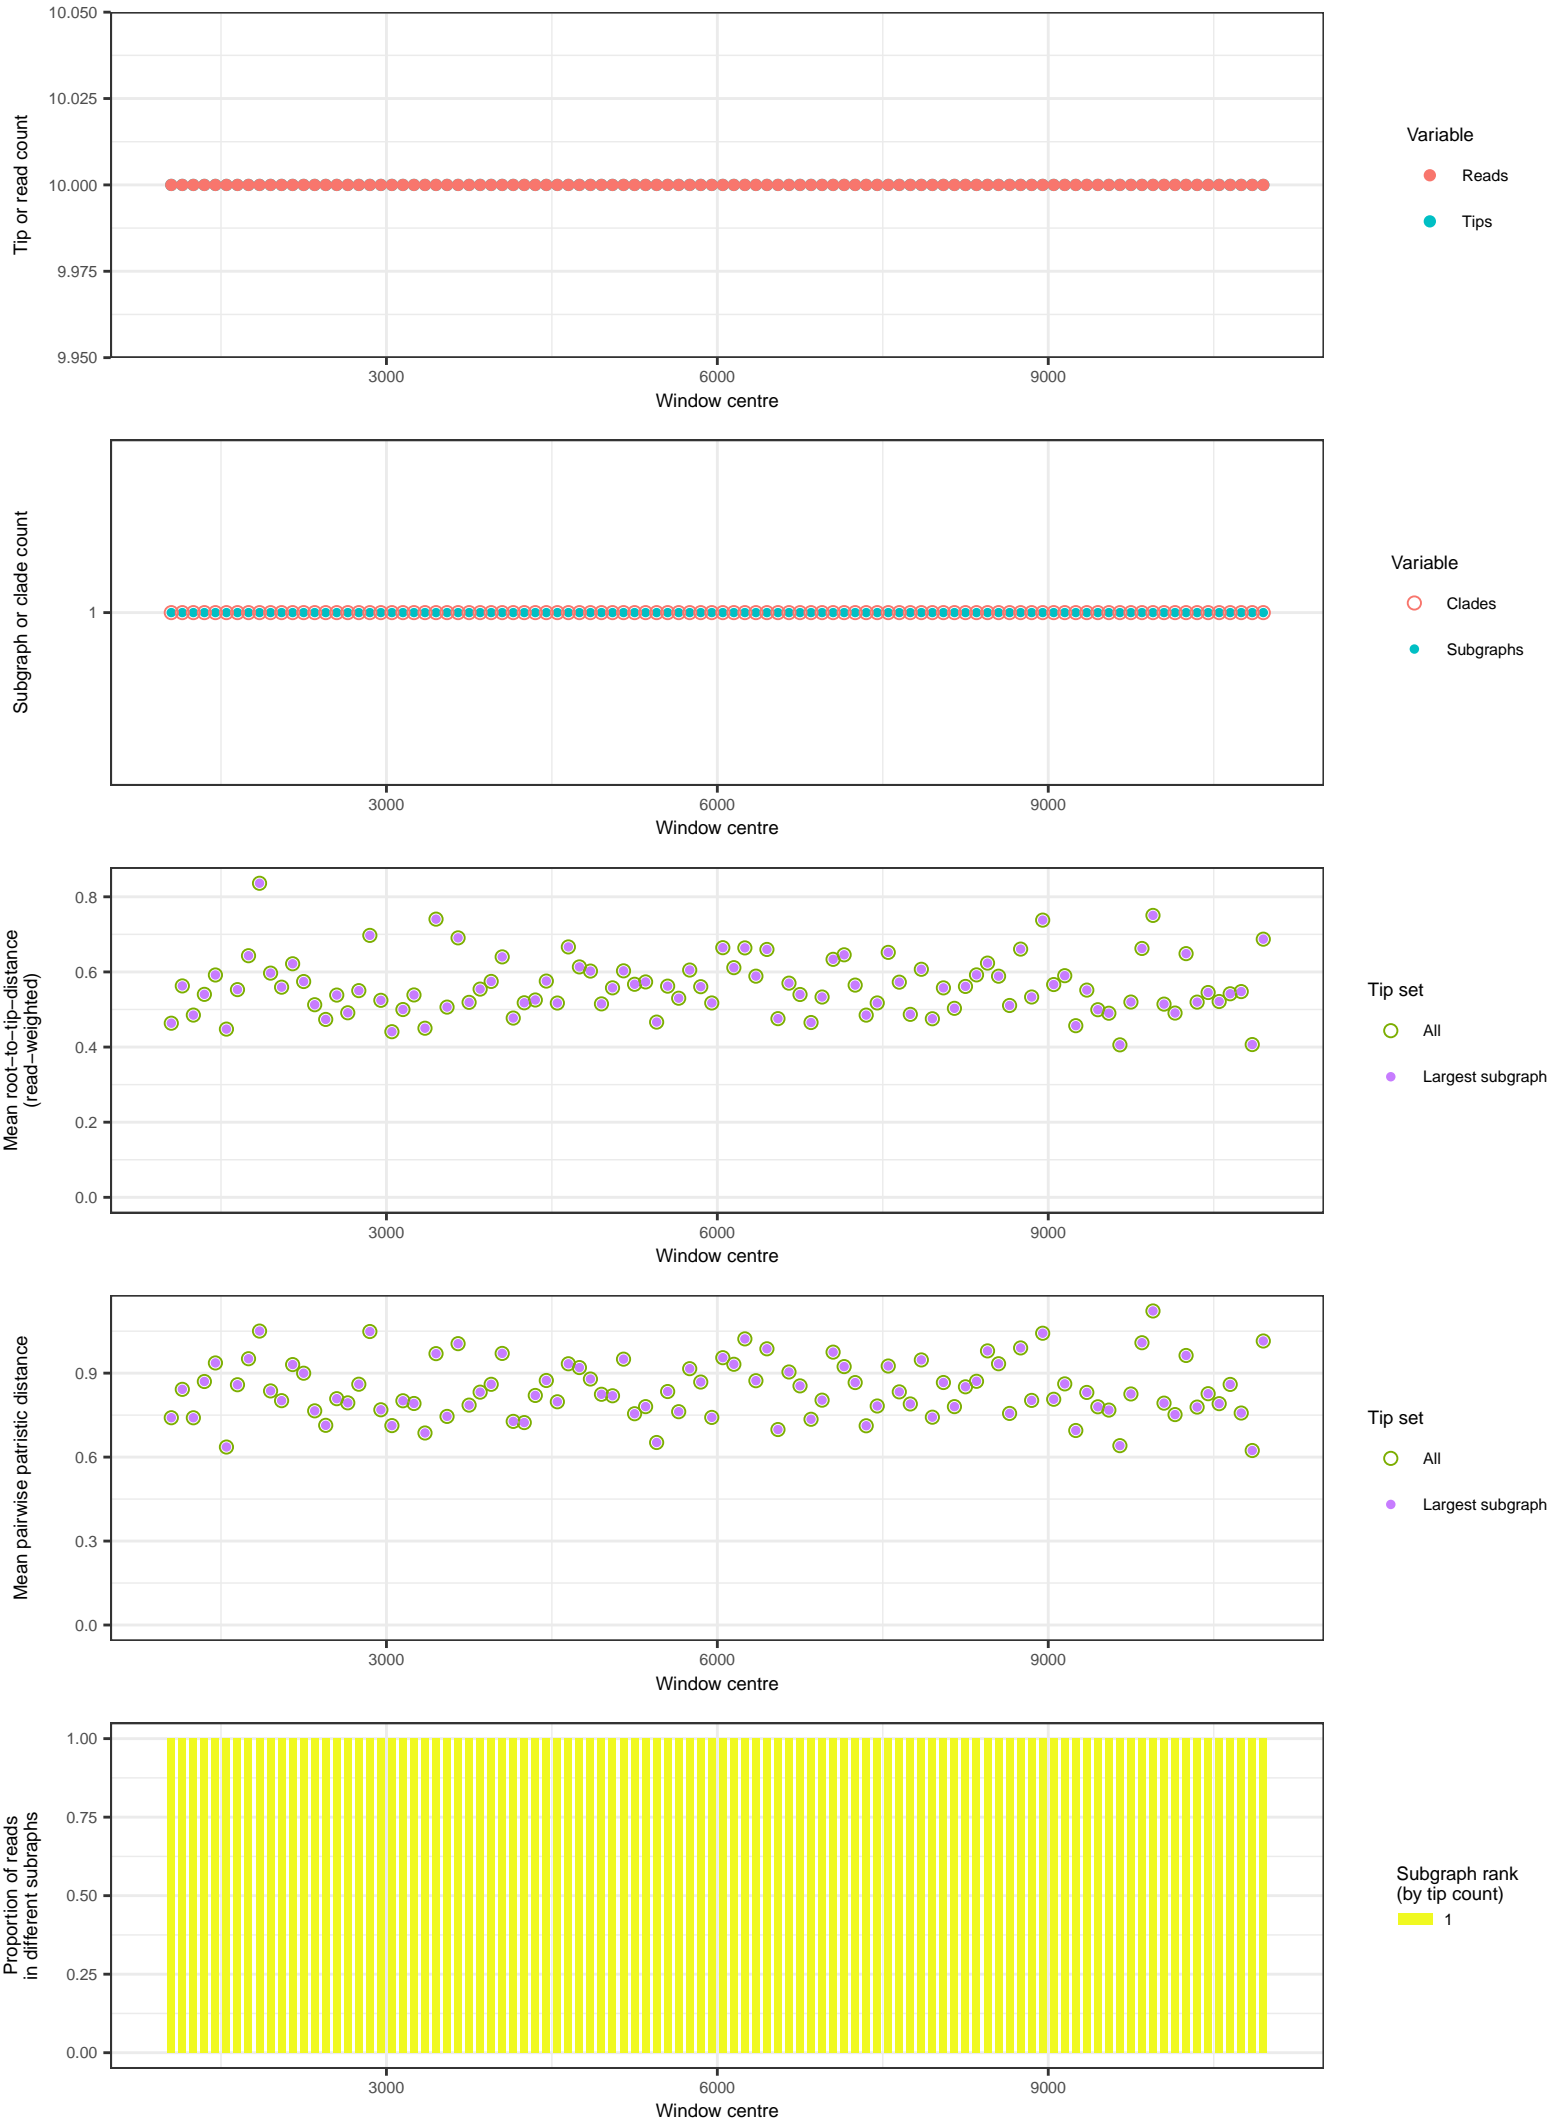 10.050
10.025
10.000
9.975
9.950
Tip or read count
3000
6000
9000
Window centre
Variable
Reads
Tips
1
Subgraph or clade count
3000
6000
9000
Window centre
Variable
Clades
Subgraphs
0.8
0.6
0.4
0.2
0.0
Mean root−to−tip−distance
(read−weighted)
3000
6000
9000
Window centre
Tip set
All
Largest subgraph
0.9
0.6
0.3
0.0
Mean pairwise patristic distance
3000
6000
9000
Window centre
Tip set
All
Largest subgraph
1.00
0.75
0.50
0.25
0.00
Proportion of reads
in different subraphs
3000
6000
9000
Window centre
Subgraph rank
(by tip count)
1